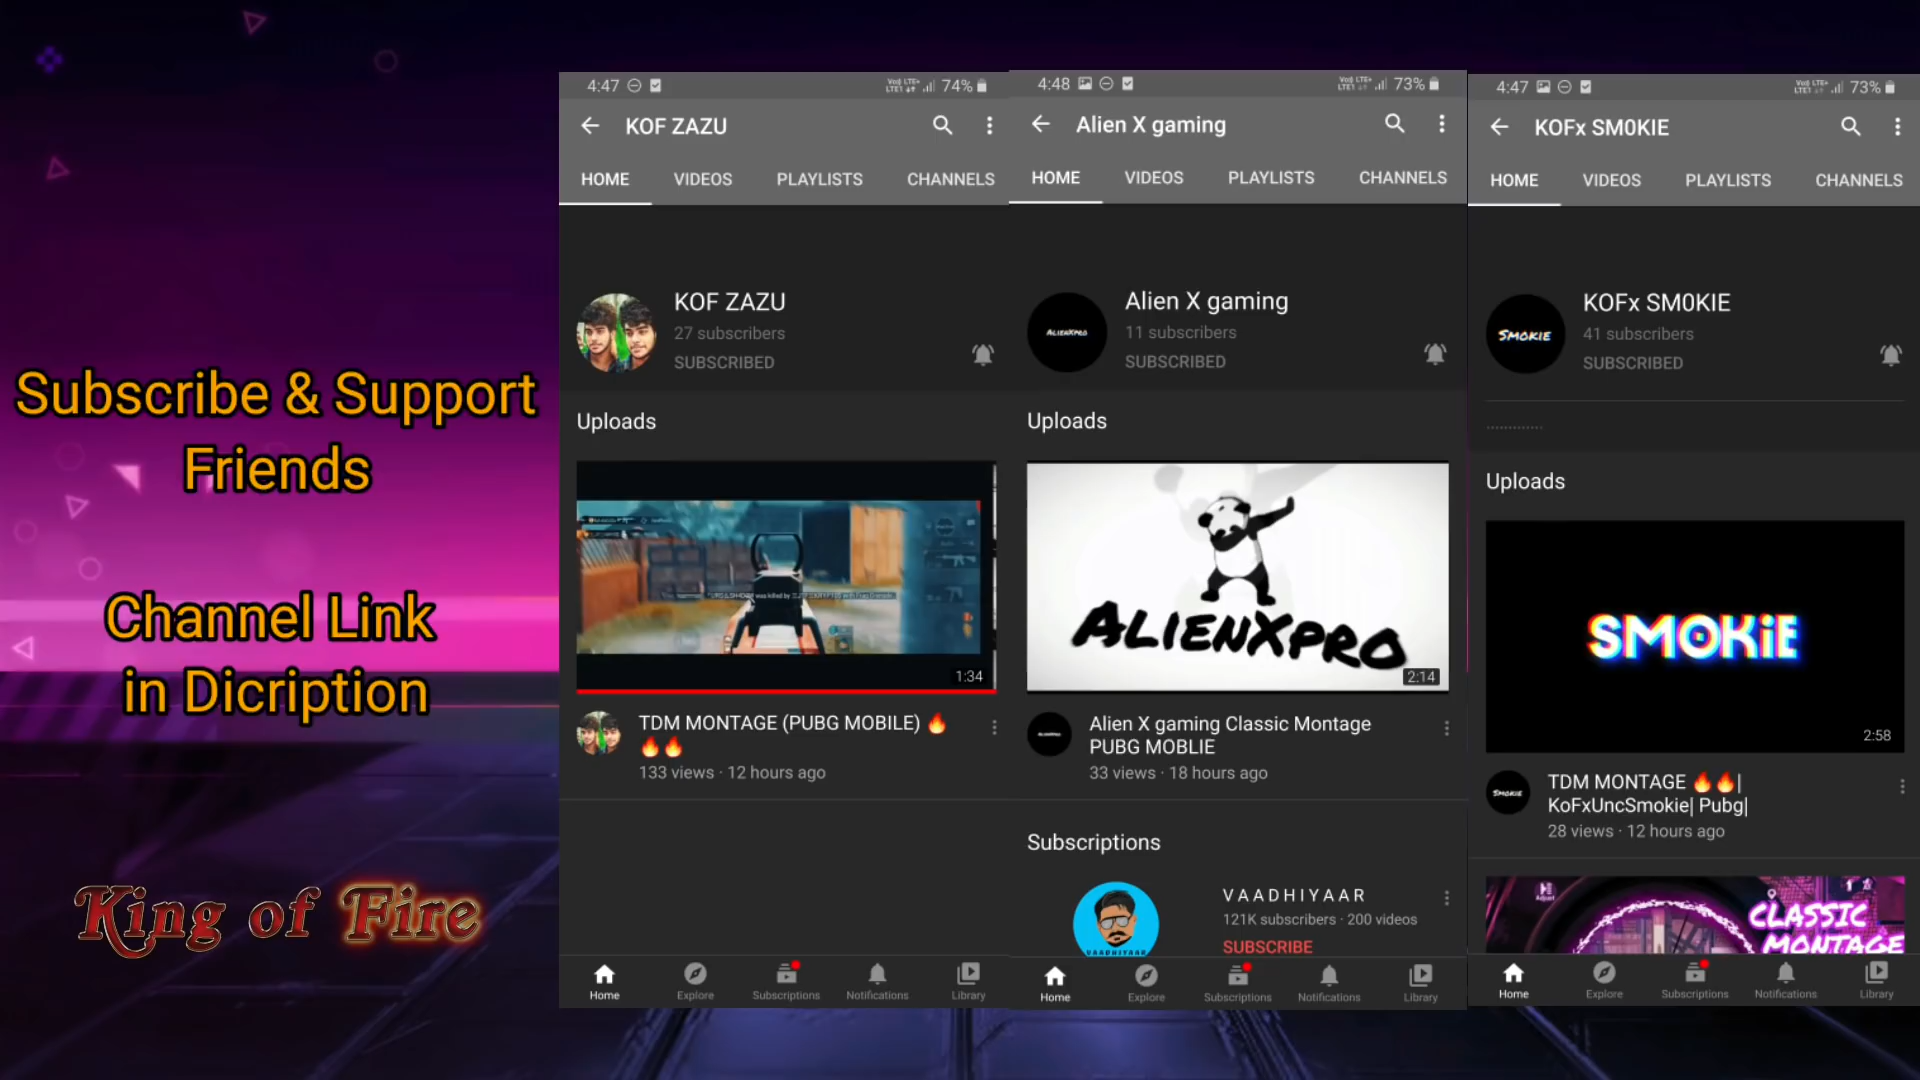 Subscribe & Support
Friends
Channel Link
in Dicription
King of Fire
4:47
74%
KOF ZAZU
HOME VIDEOS PLAYLISTS CHANNELS
KOF ZAZU
27 subscribers
SUBSCRIBED
Uploads
1:34
TDM MONTAGE (PUBG MOBILE) 🔥
🔥🔥
133 views · 12 hours ago
Home Explore Subscriptions Notifications Library
4:48
73%
Alien X gaming
HOME VIDEOS PLAYLISTS CHANNELS
ALIENXPRO
Alien X gaming
11 subscribers
SUBSCRIBED
Uploads
ALIENXPRO
2:14
Alien X gaming Classic Montage
PUBG MOBLIE
33 views · 18 hours ago
Subscriptions
VAADHIYAAR
VAADHIYAAR
121K subscribers · 200 videos
SUBSCRIBE
Home Explore Subscriptions Notifications Library
4:47
73%
KOFx SM0KIE
HOME VIDEOS PLAYLISTS CHANNELS
SMOKIE
KOFx SM0KIE
41 subscribers
SUBSCRIBED
.............
Uploads
SMOKiE
2:58
SMOKIE
TDM MONTAGE 🔥🔥|
KoFxUncSmokie| Pubg|
28 views · 12 hours ago
CLASSIC
MONTAGE
Home Explore Subscriptions Notifications Library